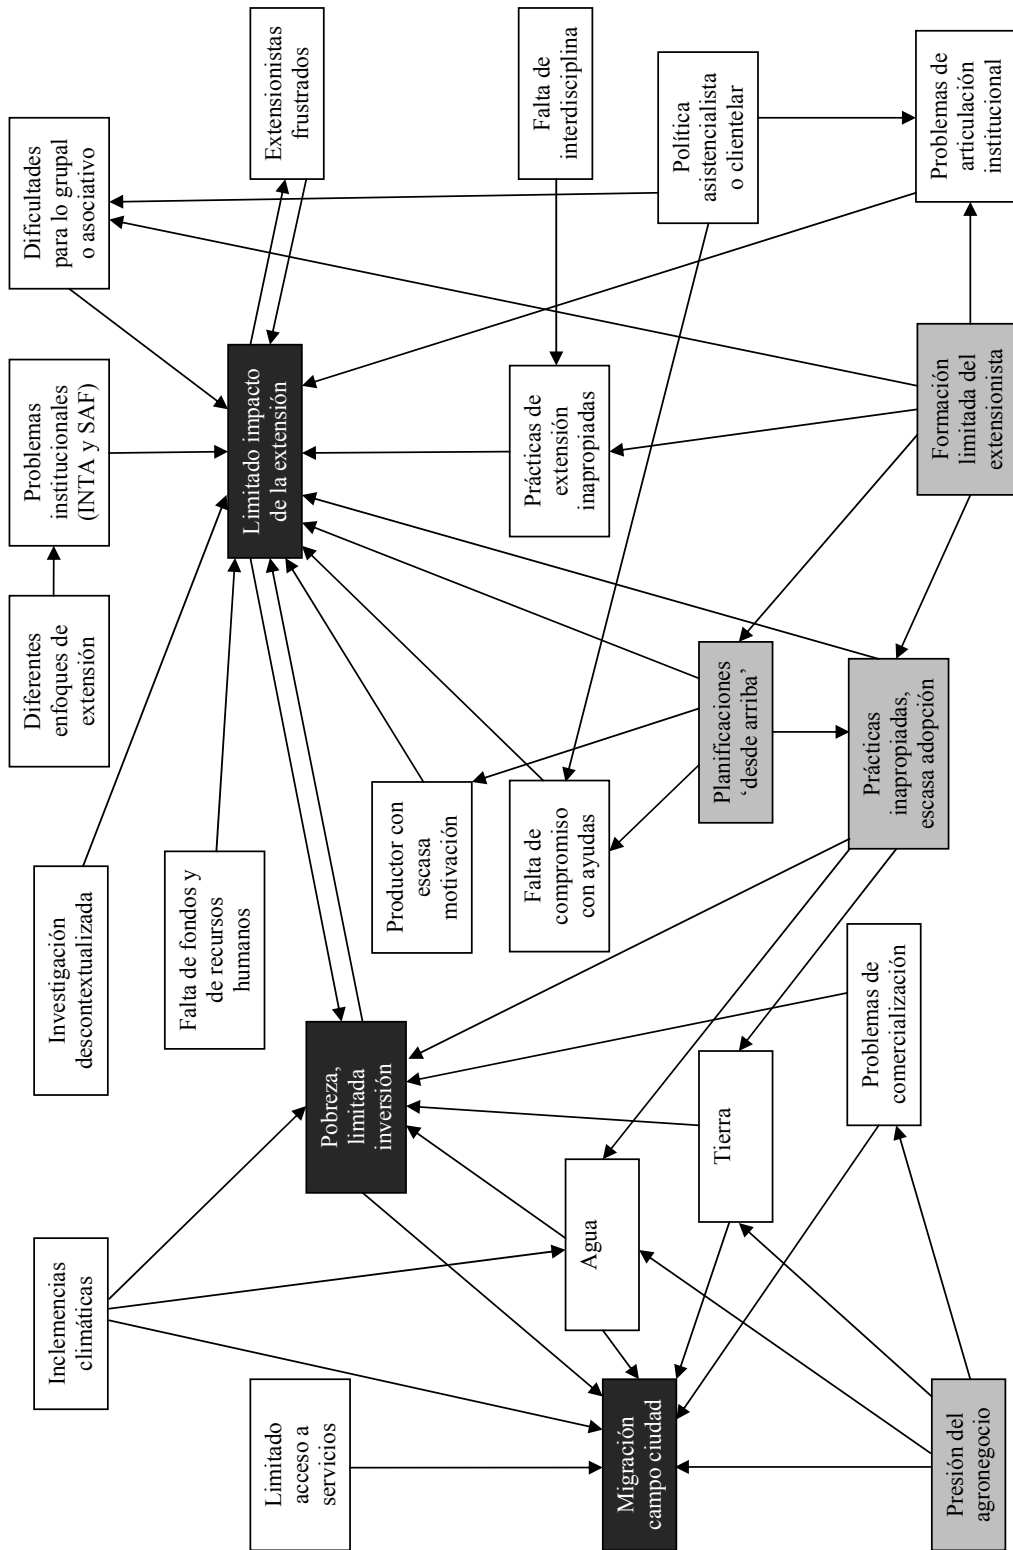 Inclemencias
climáticas
Investigación
descontextualizada
Diferentes
enfoques de
extensión
Problemas
institucionales
(INTA y SAF)
Dificultades
para lo grupal
o asociativo
Limitado
acceso a
servicios
Falta de fondos y
de recursos
humanos
Limitado impacto
de la extensión
Extensionistas
frustrados
Pobreza,
limitada
inversión
Productor con
escasa
motivación
Falta de
compromiso
con ayudas
Prácticas de
extensión
inapropiadas
Falta de
interdisciplina
Migración
campo ciudad
Agua
Tierra
Planificaciones
‘desde arriba’
Política
asistencialista
o clientelar
Presión del
agronegocio
Problemas de
comercialización
Prácticas
inapropiadas,
escasa adopción
Formación
limitada del
extensionista
Problemas de
articulación
institucional